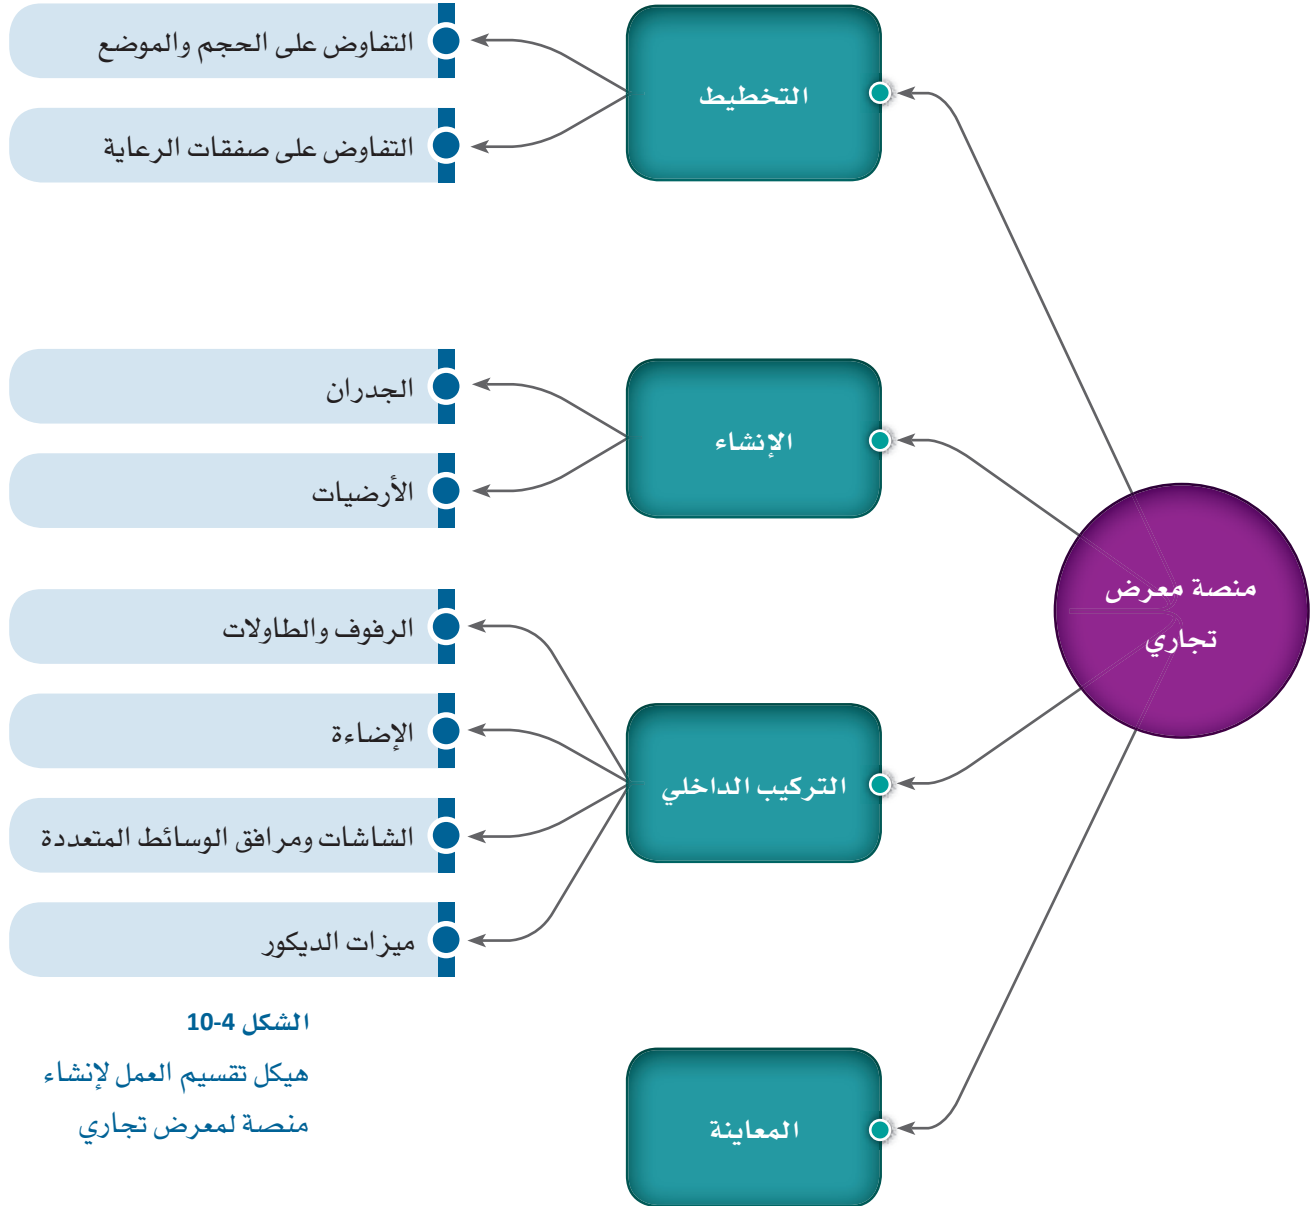 منصة معرض
تجاري
التخطيط
التفاوض على الحجم والموضع
التفاوض على صفقات الرعاية
الإنشاء
الجدران
الأرضيات
التركيب الداخلي
الرفوف والطاولات
الإضاءة
الشاشات ومرافق الوسائط المتعددة
ميزات الديكور
المعاينة
الشكل 4-10
هيكل تقسيم العمل لإنشاء
منصة لمعرض تجاري